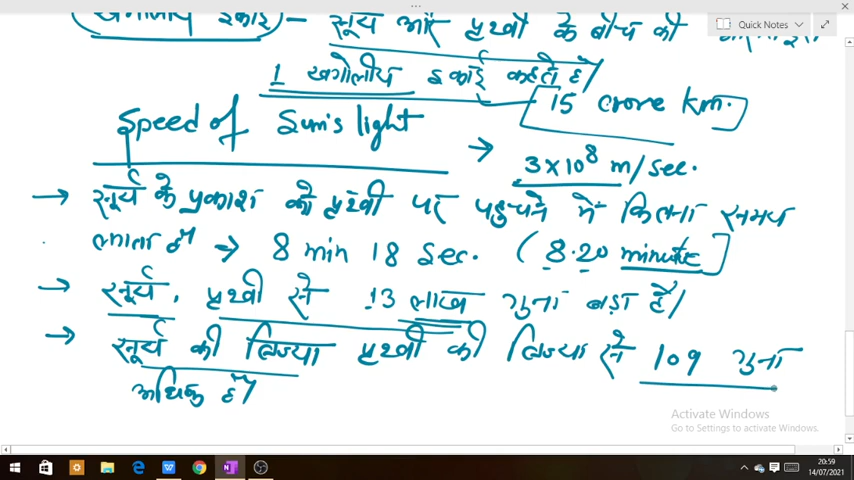 Quick Notes
खगोलीय इकाई) – सूर्य और पृथ्वी के बीच की
1 खगोलीय इकाई कहते हैं/
15 crore km.
Speed of Sum's light → 3×10⁸ m/sec.
→ सूर्य के प्रकाश को पृथ्वी पर पहुचने में कितना समय
लगता है → 8 min 18 Sec. (8.20 minutic]
→ सूर्य, पृथ्वी से 13 लाख गुना बड़ा है/
→ सूर्य की त्रिज्या पृथ्वी की त्रिज्या से 109 गुना
अधिक है/
Activate Windows
Go to Settings to activate Windows.
20:59
14/07/2021